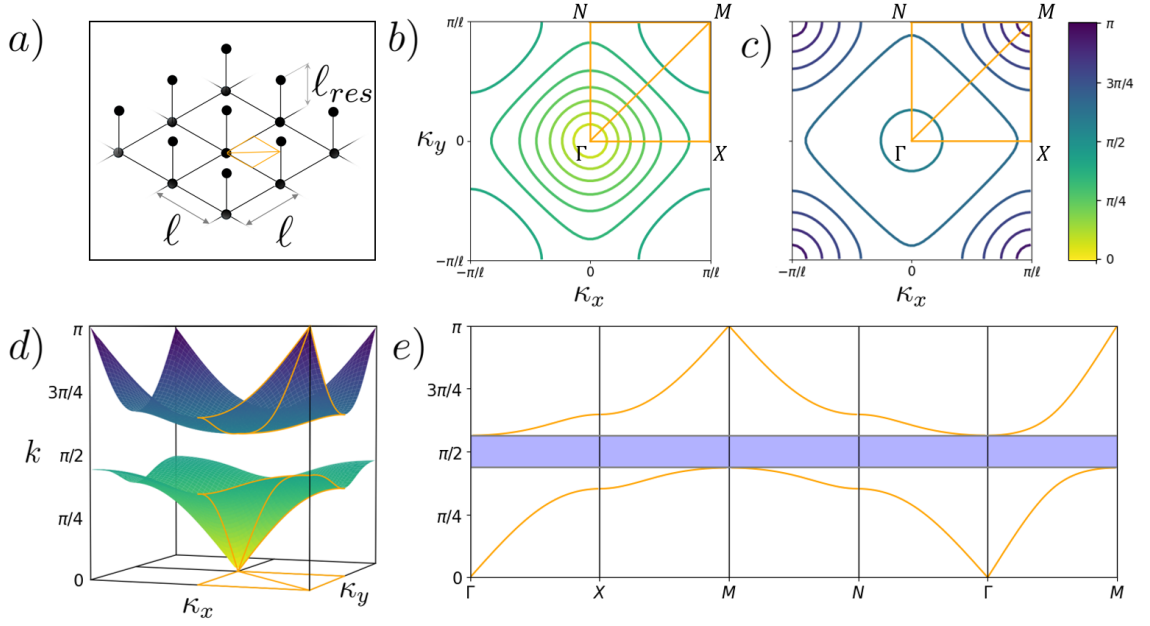 a)
ℓres
ℓ
ℓ
b)
N
M
π/ℓ
κy
0
Γ
X
−π/ℓ
−π/ℓ
0
π/ℓ
κx
c)
N
M
Γ
X
−π/ℓ
0
π/ℓ
κx
π
3π/4
π/2
π/4
0
d)
π
3π/4
k
π/2
π/4
0
κx
κy
e)
π
3π/4
π/2
π/4
0
Γ
X
M
N
Γ
M